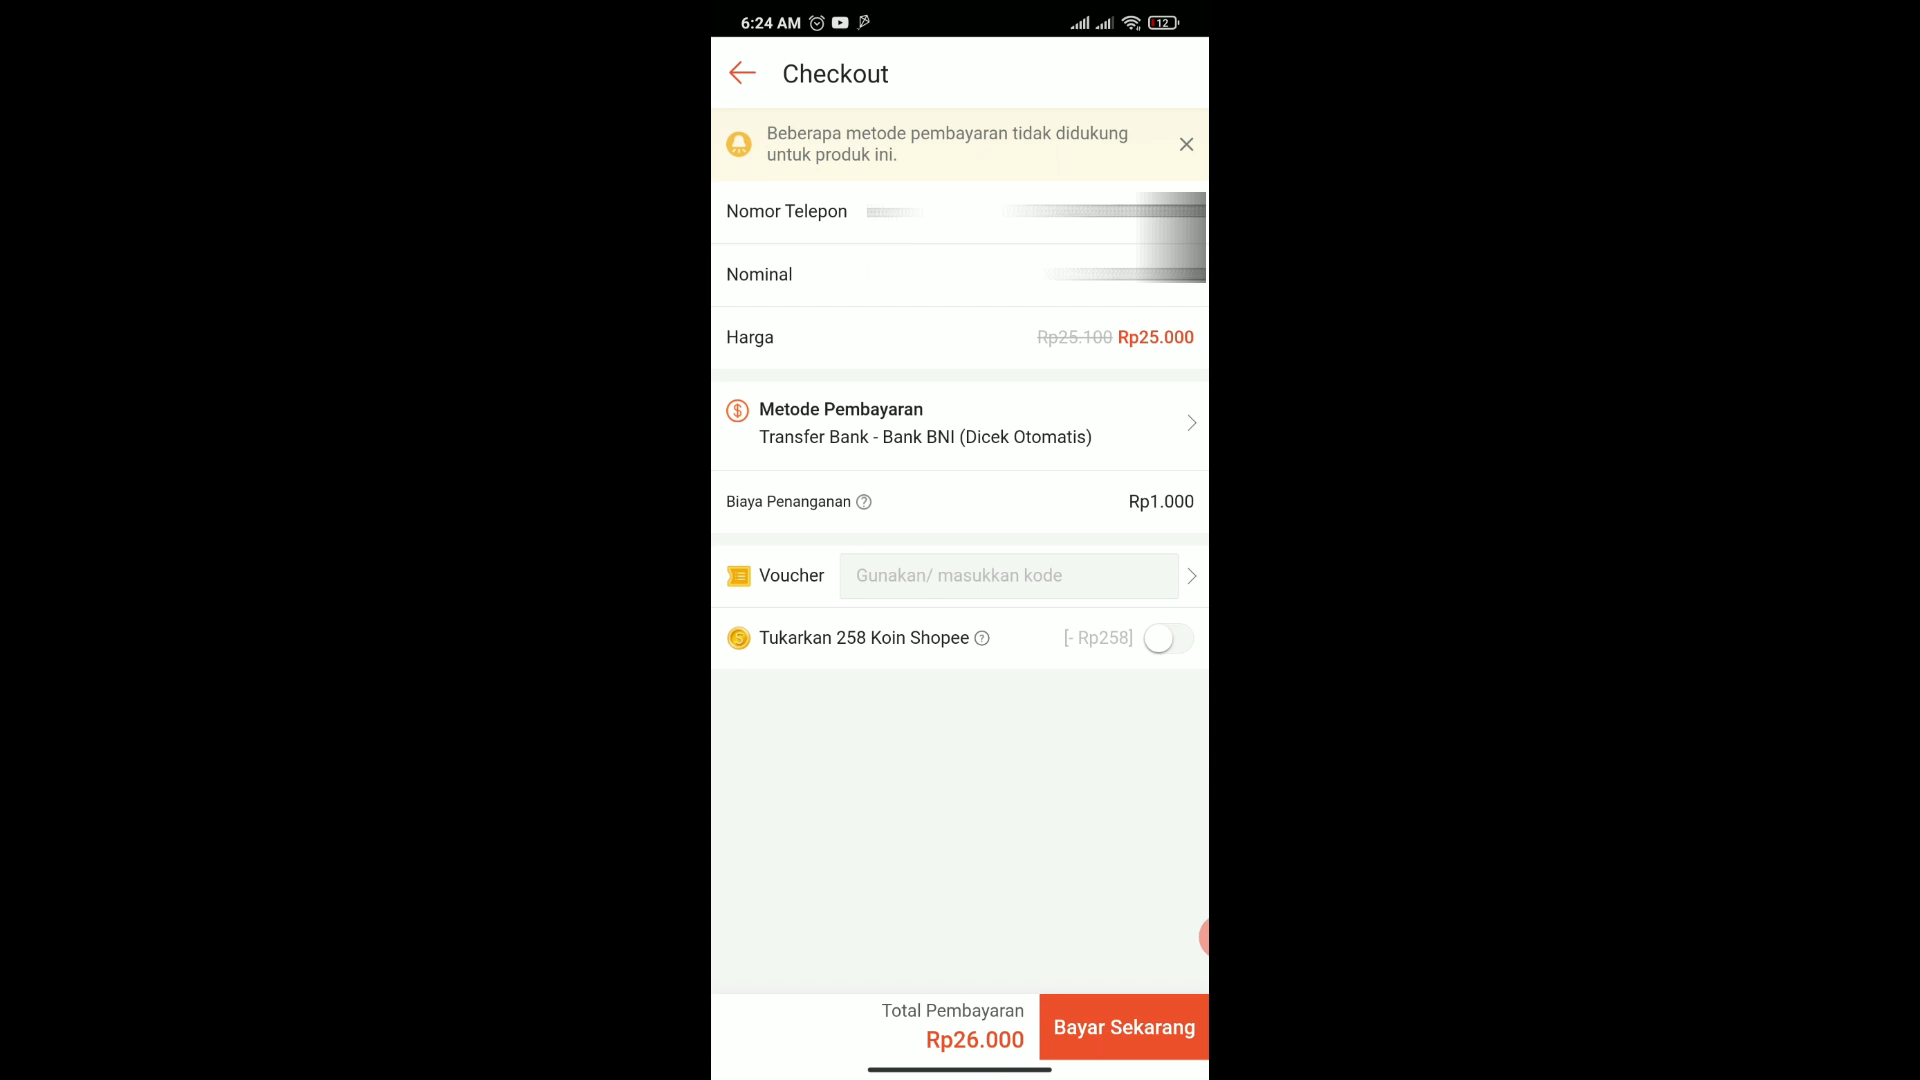 6:24 AM
12
Checkout
Beberapa metode pembayaran tidak didukung
untuk produk ini.
Nomor Telepon
Nominal
Harga Rp25.100 Rp25.000
Metode Pembayaran
Transfer Bank - Bank BNI (Dicek Otomatis)
Biaya Penanganan ? Rp1.000
Voucher Gunakan/ masukkan kode
Tukarkan 258 Koin Shopee ? [- Rp258]
Total Pembayaran
Rp26.000
Bayar Sekarang